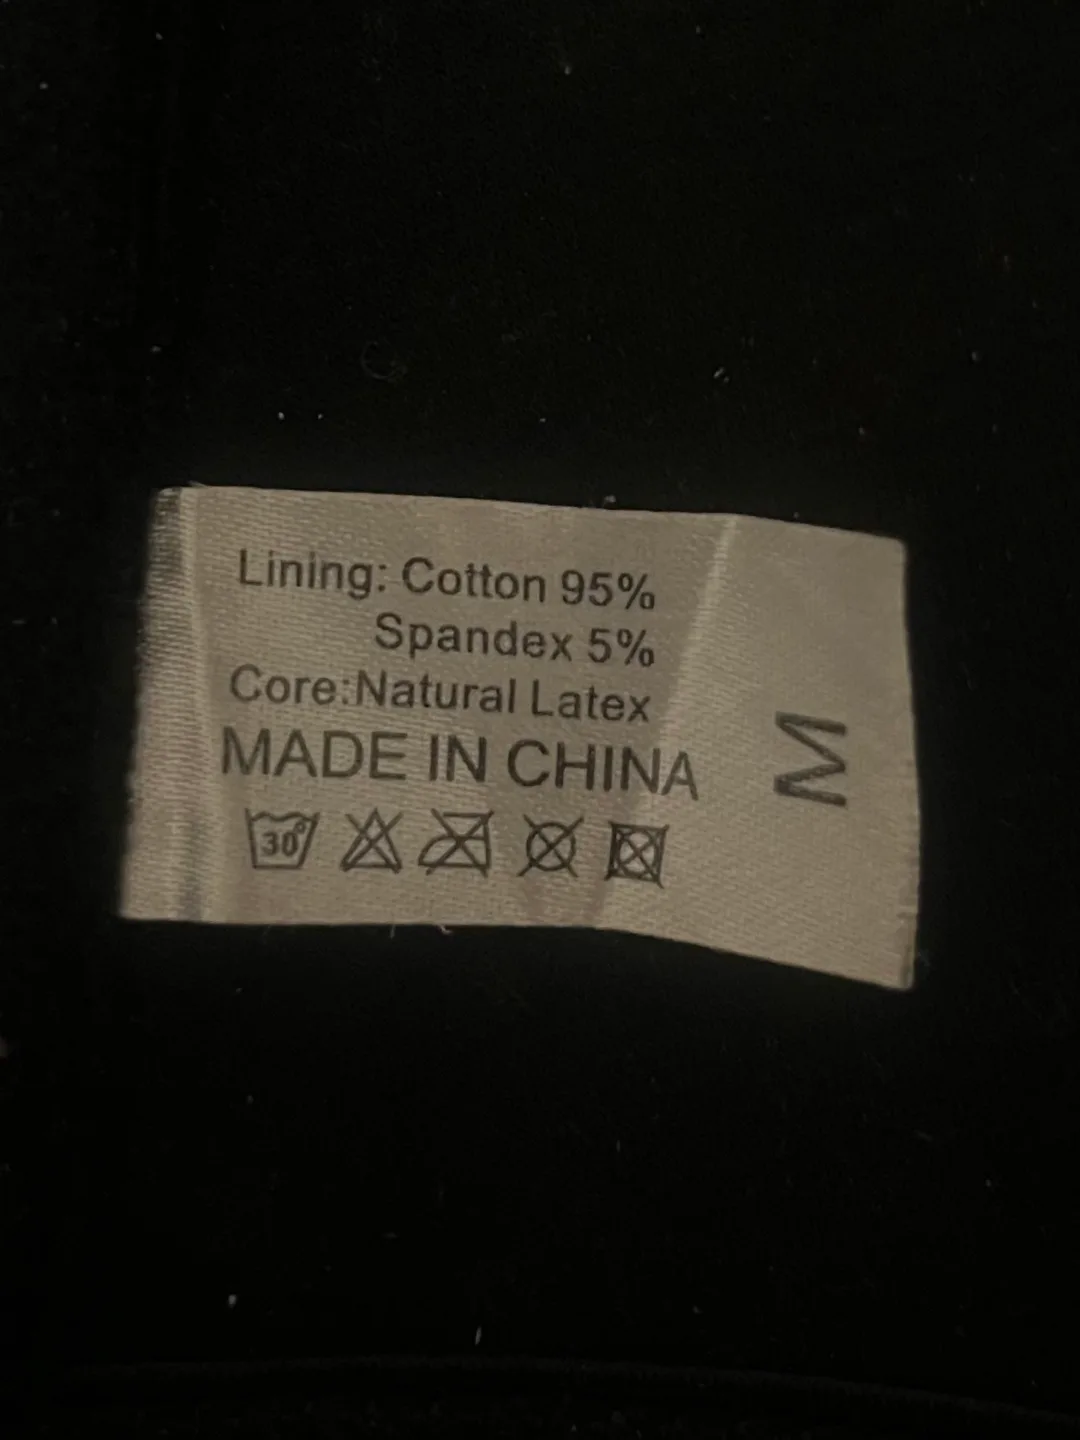 Lining: Cotton 95%
Spandex 5%
Core:Natural Latex
MADE IN CHINA
30°
M